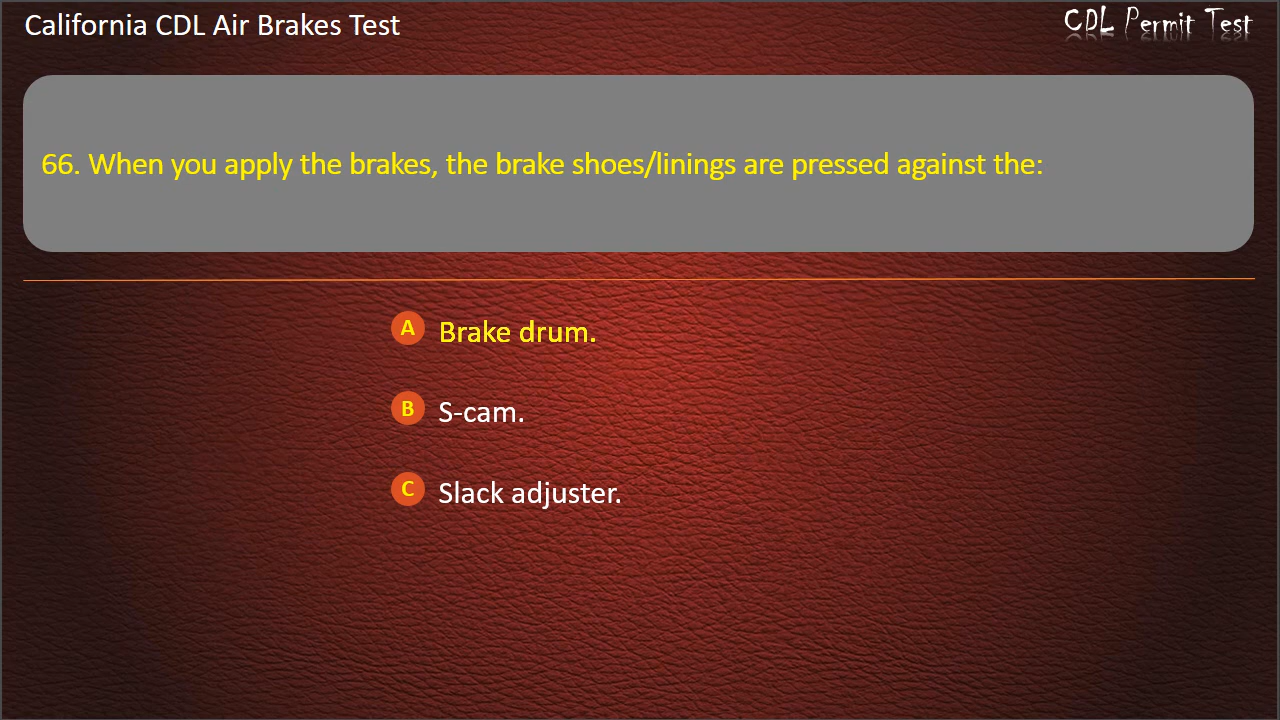 California CDL Air Brakes Test
CDL Permit Test
66. When you apply the brakes, the brake shoes/linings are pressed against the:
A Brake drum.
B S-cam.
C Slack adjuster.